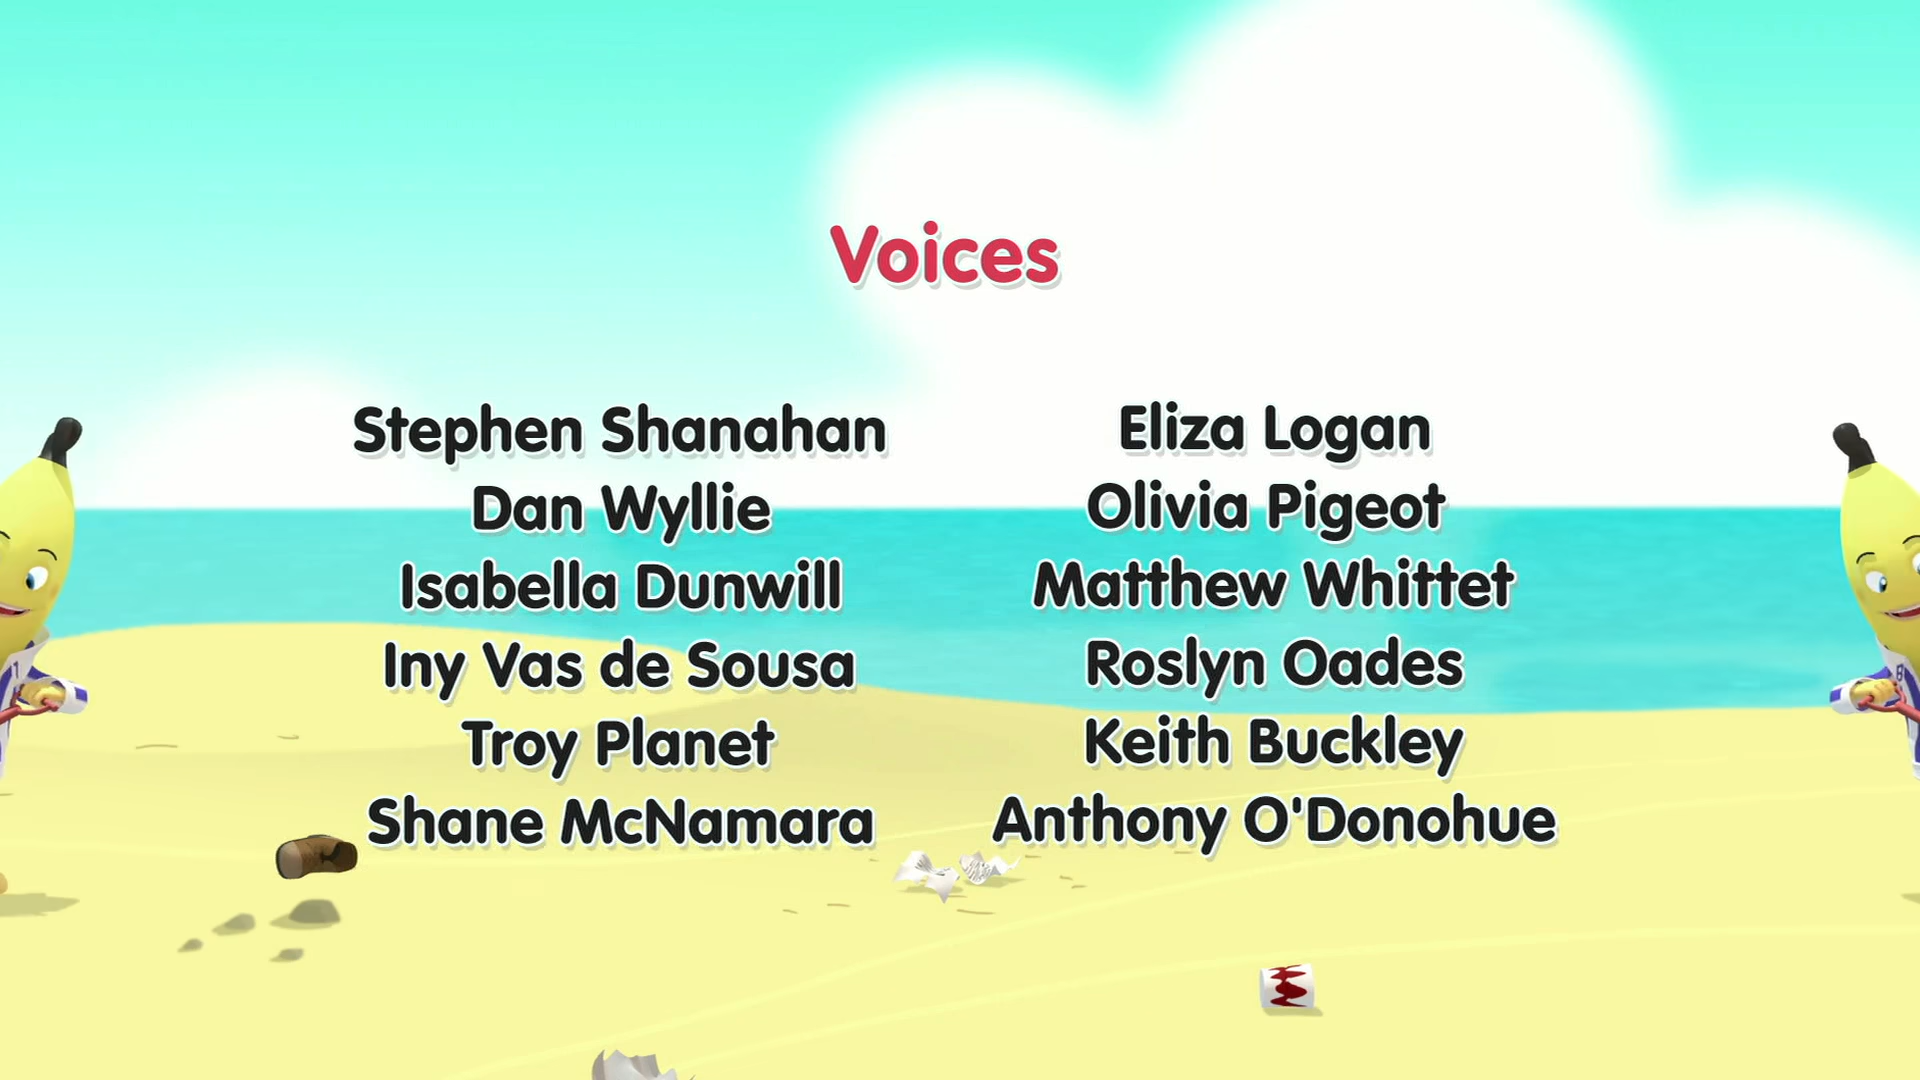 Voices
Stephen Shanahan
Dan Wyllie
Isabella Dunwill
Iny Vas de Sousa
Troy Planet
Shane McNamara
Eliza Logan
Olivia Pigeot
Matthew Whittet
Roslyn Oades
Keith Buckley
Anthony O'Donohue